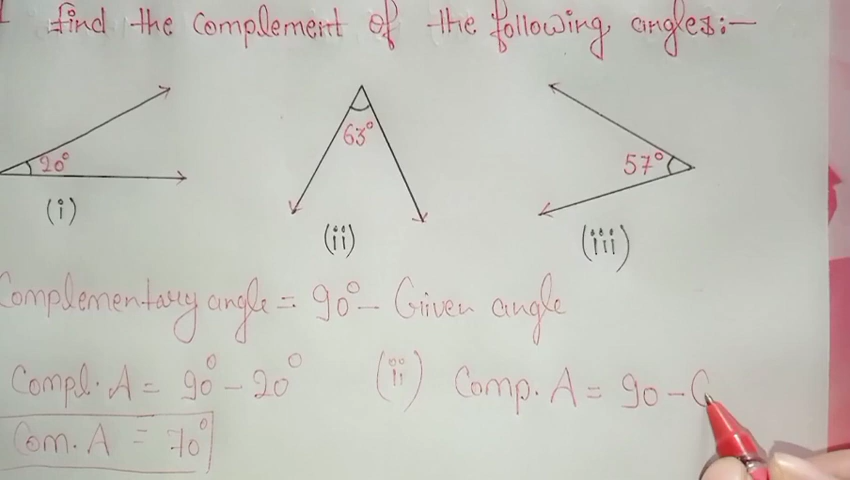 find the complement of the following angles:-
20°
63°
57°
(i)
(ii)
(iii)
Complementary angle = 90° - Given angle
Compl. A = 90° - 20°
(ii) Comp. A = 90 -
Com. A = 70°